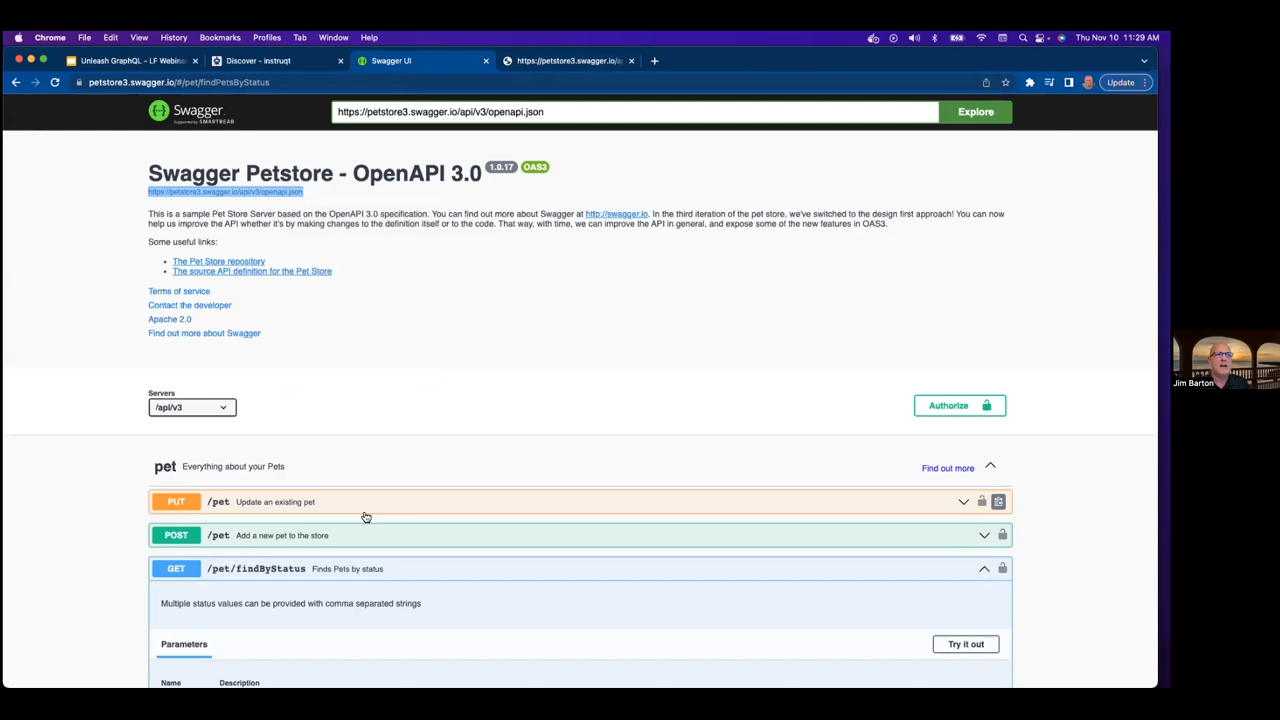 Chrome File Edit View History Bookmarks Profiles Tab Window Help Thu Nov 10 11:29 AM
Unleash GraphQL - LF Webinar Discover - instruqt Swagger UI https://petstore3.swagger.io/a
petstore3.swagger.io/#/pet/findPetsByStatus Update
Swagger https://petstore3.swagger.io/api/v3/openapi.json Explore
Supported by SMARTBEAR
Swagger Petstore - OpenAPI 3.0 1.0.17 OAS3
https://petstore3.swagger.io/api/v3/openapi.json
This is a sample Pet Store Server based on the OpenAPI 3.0 specification. You can find out more about Swagger at http://swagger.io. In the third iteration of the pet store, we've switched to the design first approach! You can now
help us improve the API whether it's by making changes to the definition itself or to the code. That way, with time, we can improve the API in general, and expose some of the new features in OAS3.
Some useful links:
• The Pet Store repository
• The source API definition for the Pet Store
Terms of service
Contact the developer
Apache 2.0
Find out more about Swagger
Jim Barton
Servers
/api/v3
Authorize
pet Everything about your Pets Find out more
PUT /pet Update an existing pet
POST /pet Add a new pet to the store
GET /pet/findByStatus Finds Pets by status
Multiple status values can be provided with comma separated strings
Parameters Try it out
Name Description